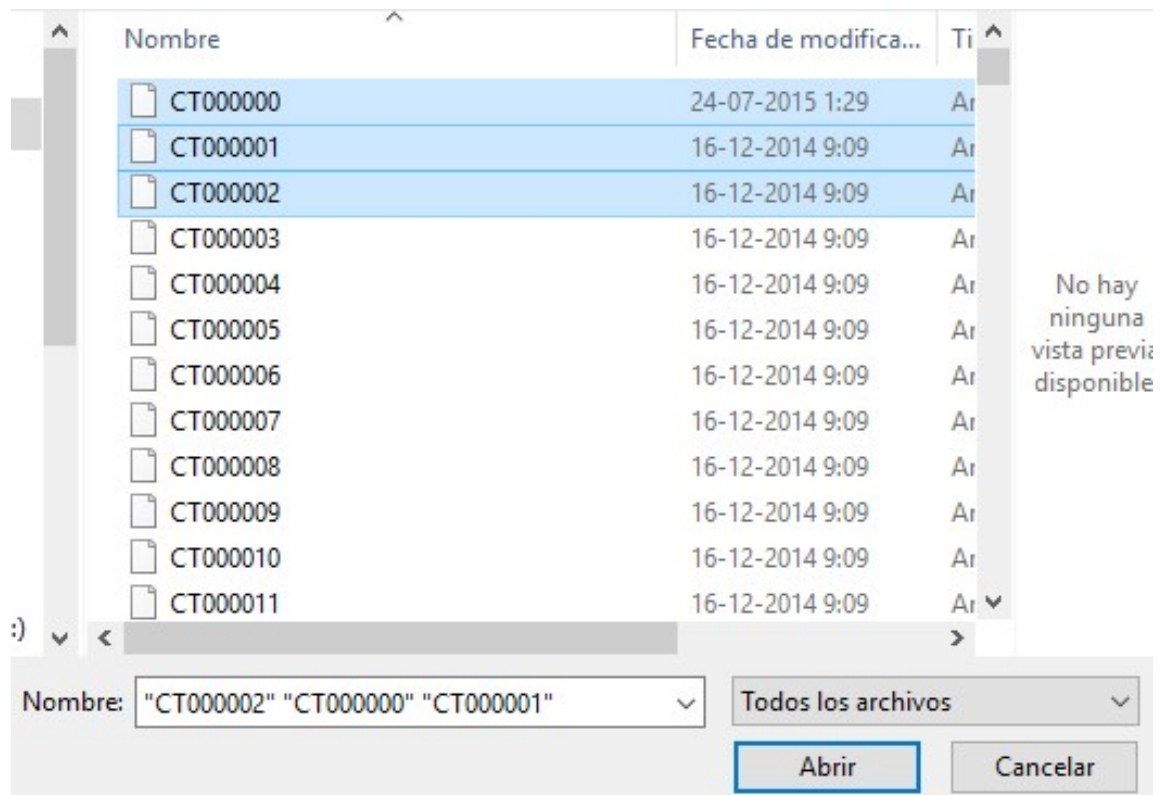 Nombre Fecha de modifica... Ti
CT000000 24-07-2015 1:29 Ar
CT000001 16-12-2014 9:09 Ar
CT000002 16-12-2014 9:09 Ar
CT000003 16-12-2014 9:09 Ar
CT000004 16-12-2014 9:09 Ar
CT000005 16-12-2014 9:09 Ar
CT000006 16-12-2014 9:09 Ar
CT000007 16-12-2014 9:09 Ar
CT000008 16-12-2014 9:09 Ar
CT000009 16-12-2014 9:09 Ar
CT000010 16-12-2014 9:09 Ar
CT000011 16-12-2014 9:09 Ar
No hay
ninguna
vista previa
disponible
:)
Nombre: "CT000002" "CT000000" "CT000001" Todos los archivos
Abrir Cancelar